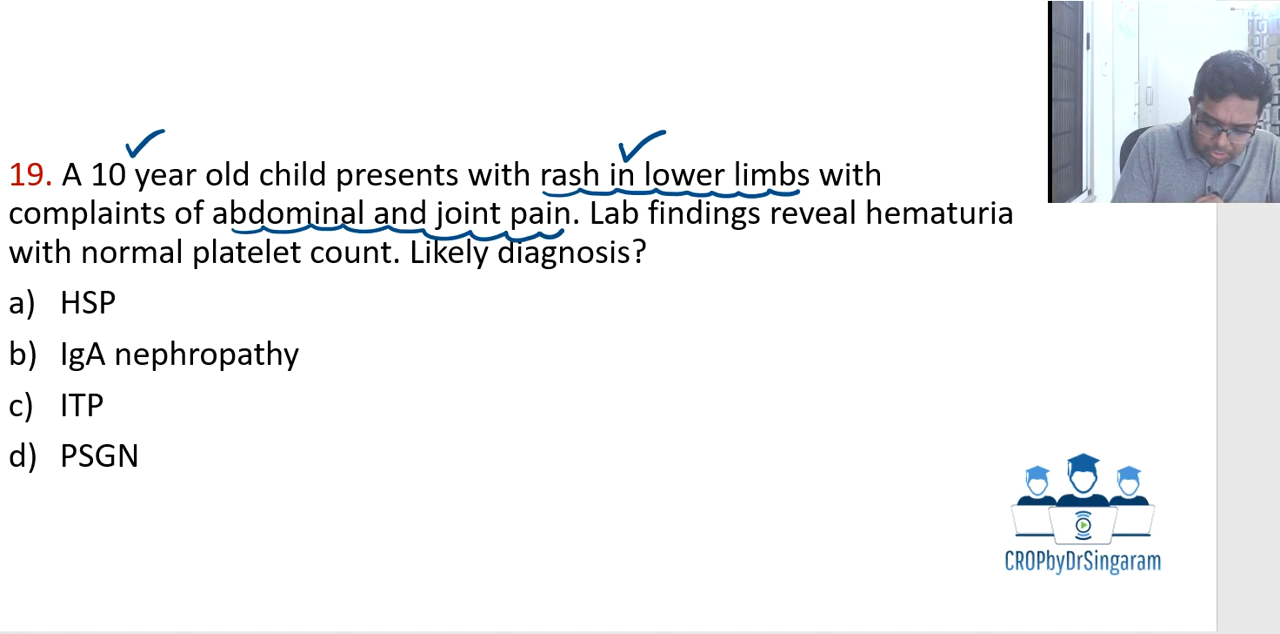 19. A 10 year old child presents with rash in lower limbs with
complaints of abdominal and joint pain. Lab findings reveal hematuria
with normal platelet count. Likely diagnosis?
a) HSP
b) IgA nephropathy
c) ITP
d) PSGN
CROPbyDrSingaram